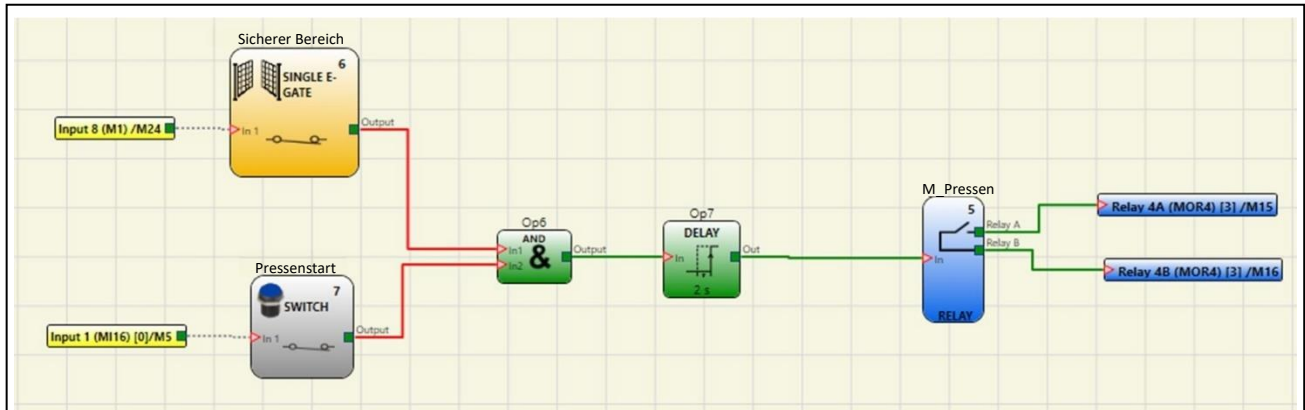 Sicherer Bereich
6
SINGLE E-
GATE
Input 8 (M1) /M24
In 1
Output
Pressenstart
7
SWITCH
Input 1 (MI16) [0]/M5
In 1
Output
Op6
AND
&
In1
In2
Output
Op7
DELAY
In
Out
2 s
M_Pressen
5
Relay A
Relay B
In
RELAY
Relay 4A (MOR4) [3] /M15
Relay 4B (MOR4) [3] /M16